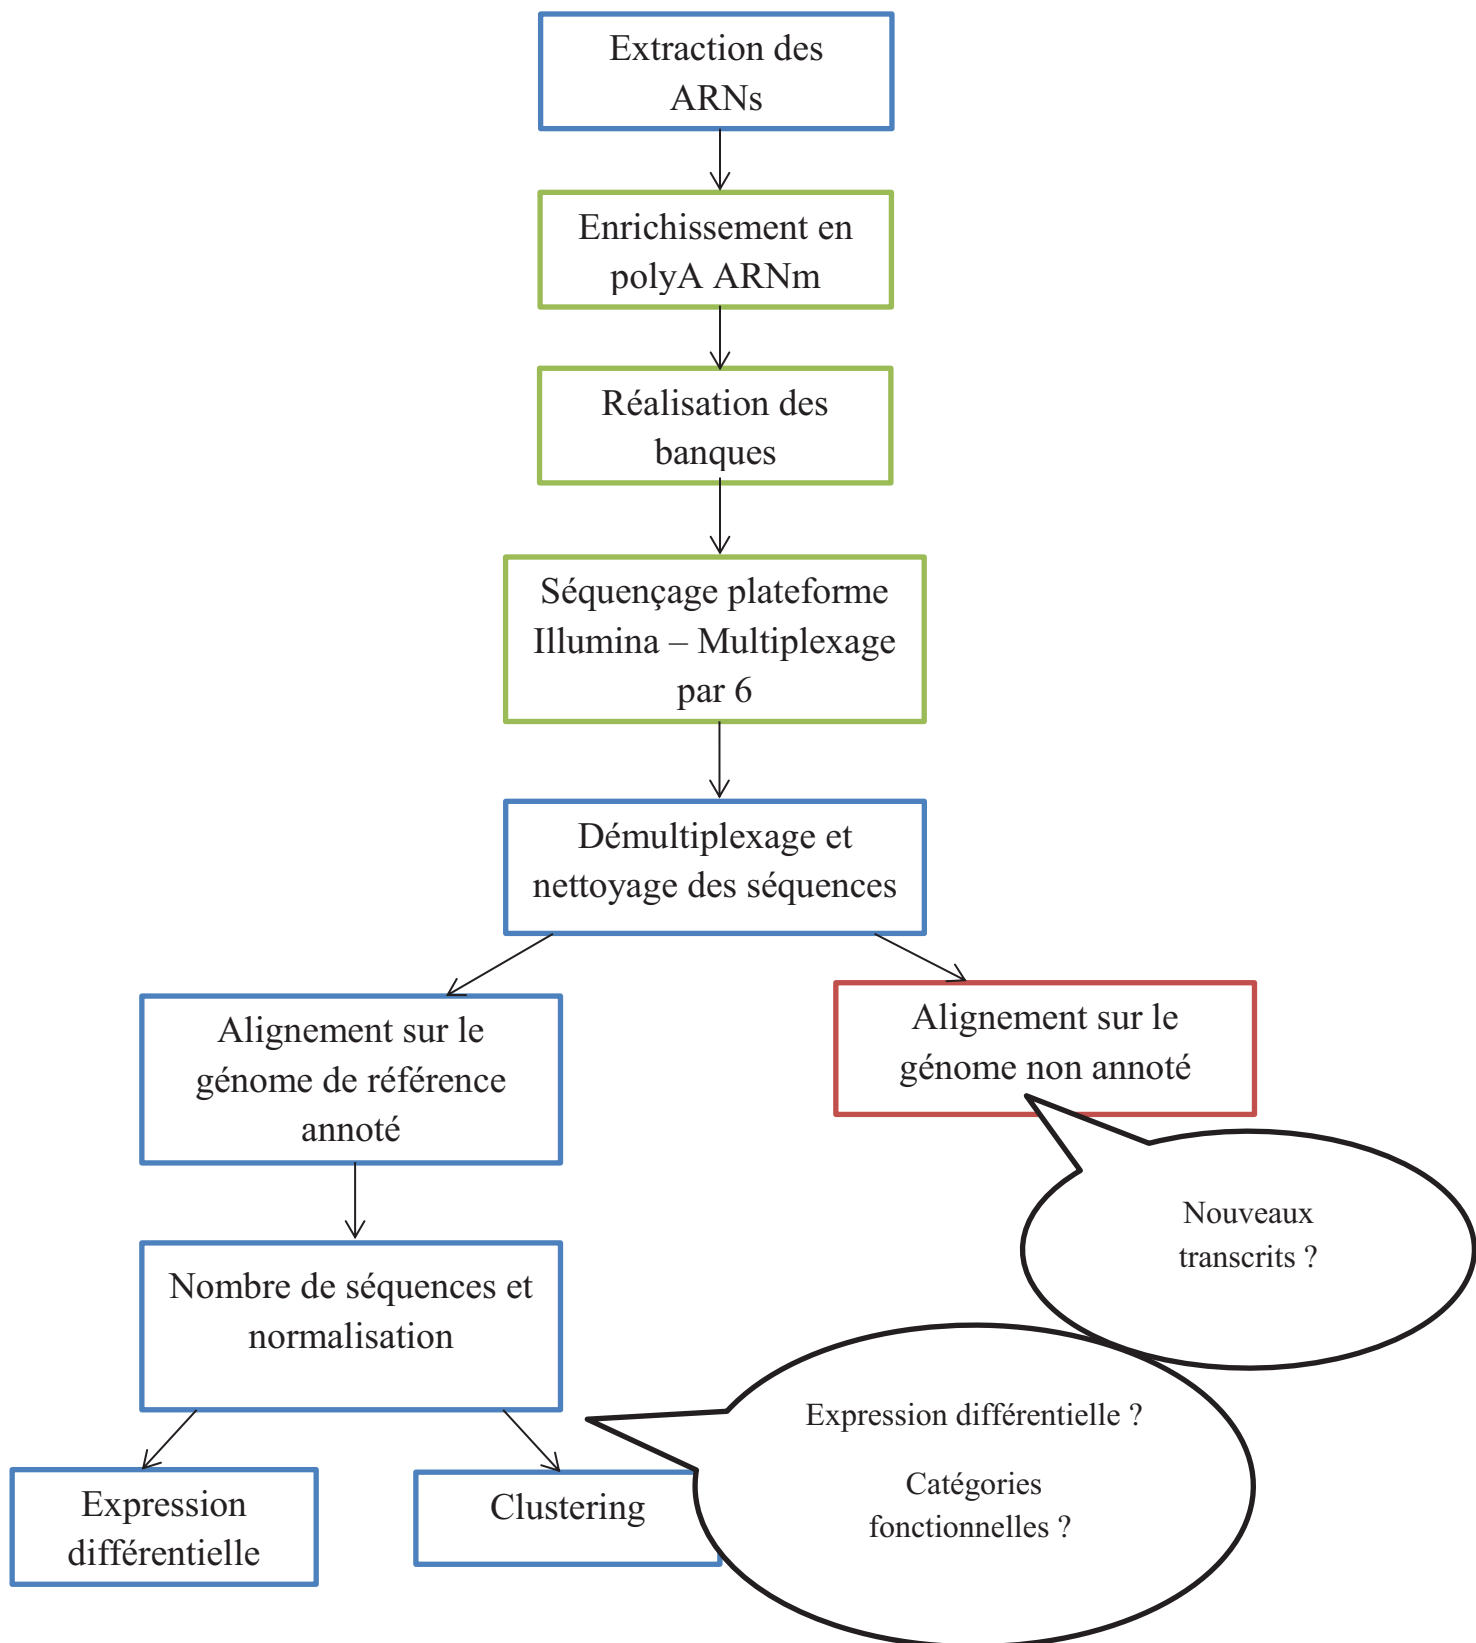 Extraction des
ARNs
Enrichissement en
polyA ARNm
Réalisation des
banques
Séquençage plateforme
Illumina – Multiplexage
par 6
Démultiplexage et
nettoyage des séquences
Alignement sur le
génome de référence
annoté
Alignement sur le
génome non annoté
Nouveaux
transcrits ?
Nombre de séquences et
normalisation
Expression différentielle ?
Catégories
fonctionnelles ?
Expression
différentielle
Clustering